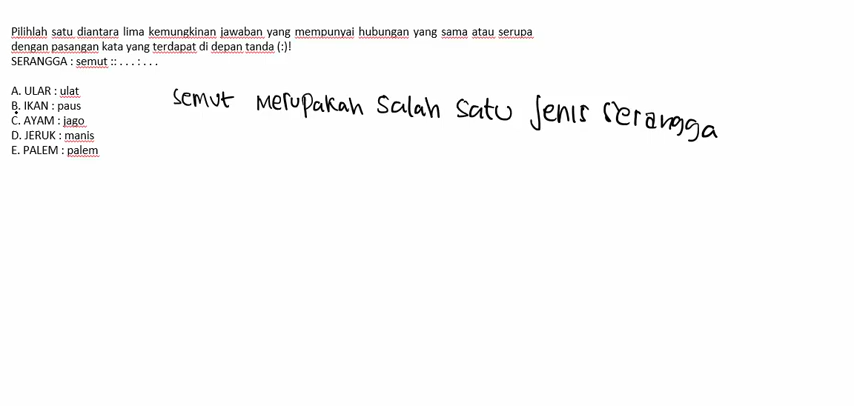 Pilihlah satu diantara lima kemungkinan jawaban yang mempunyai hubungan yang sama atau serupa
dengan pasangan kata yang terdapat di depan tanda (:)!
SERANGGA : semut :: . . . : . . .
A. ULAR : ulat
B. IKAN : paus
C. AYAM : jago
D. JERUK : manis
E. PALEM : palem
semut merupakan salah satu jenis serangga